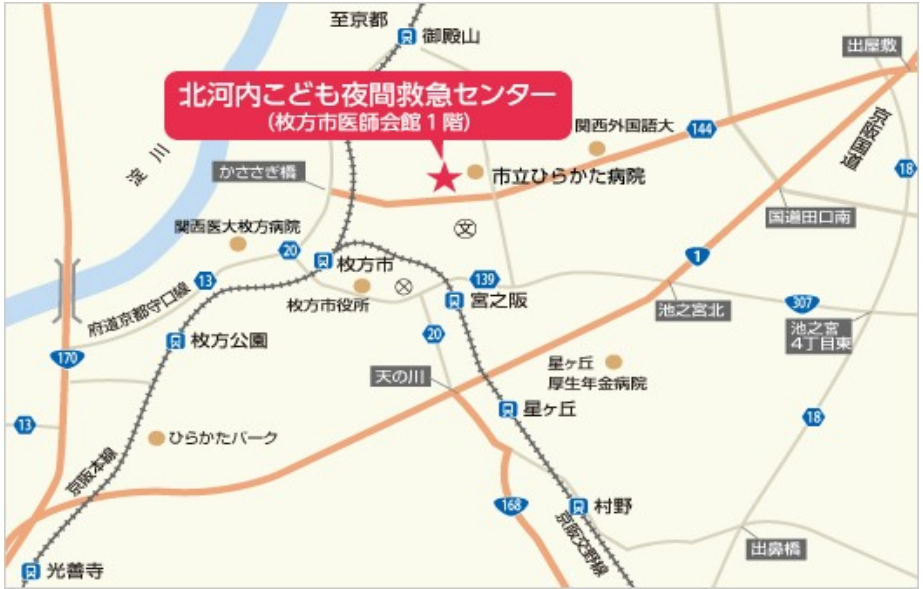 至京都
御殿山
出屋敷
北河内こども夜間救急センター
(枚方市医師会館1階)
関西外国語大
144
京阪国道
18
淀川
かささぎ橋
市立ひらかた病院
国道田口南
関西医大枚方病院
文
20
枚方市
1
13
139
枚方市役所
宮之阪
307
池之宮北
府道京都守口線
池之宮
4丁目東
枚方公園
20
170
星ヶ丘
厚生年金病院
天の川
星ヶ丘
18
13
ひらかたパーク
京阪本線
168
村野
京阪交野線
出鼻橋
光善寺